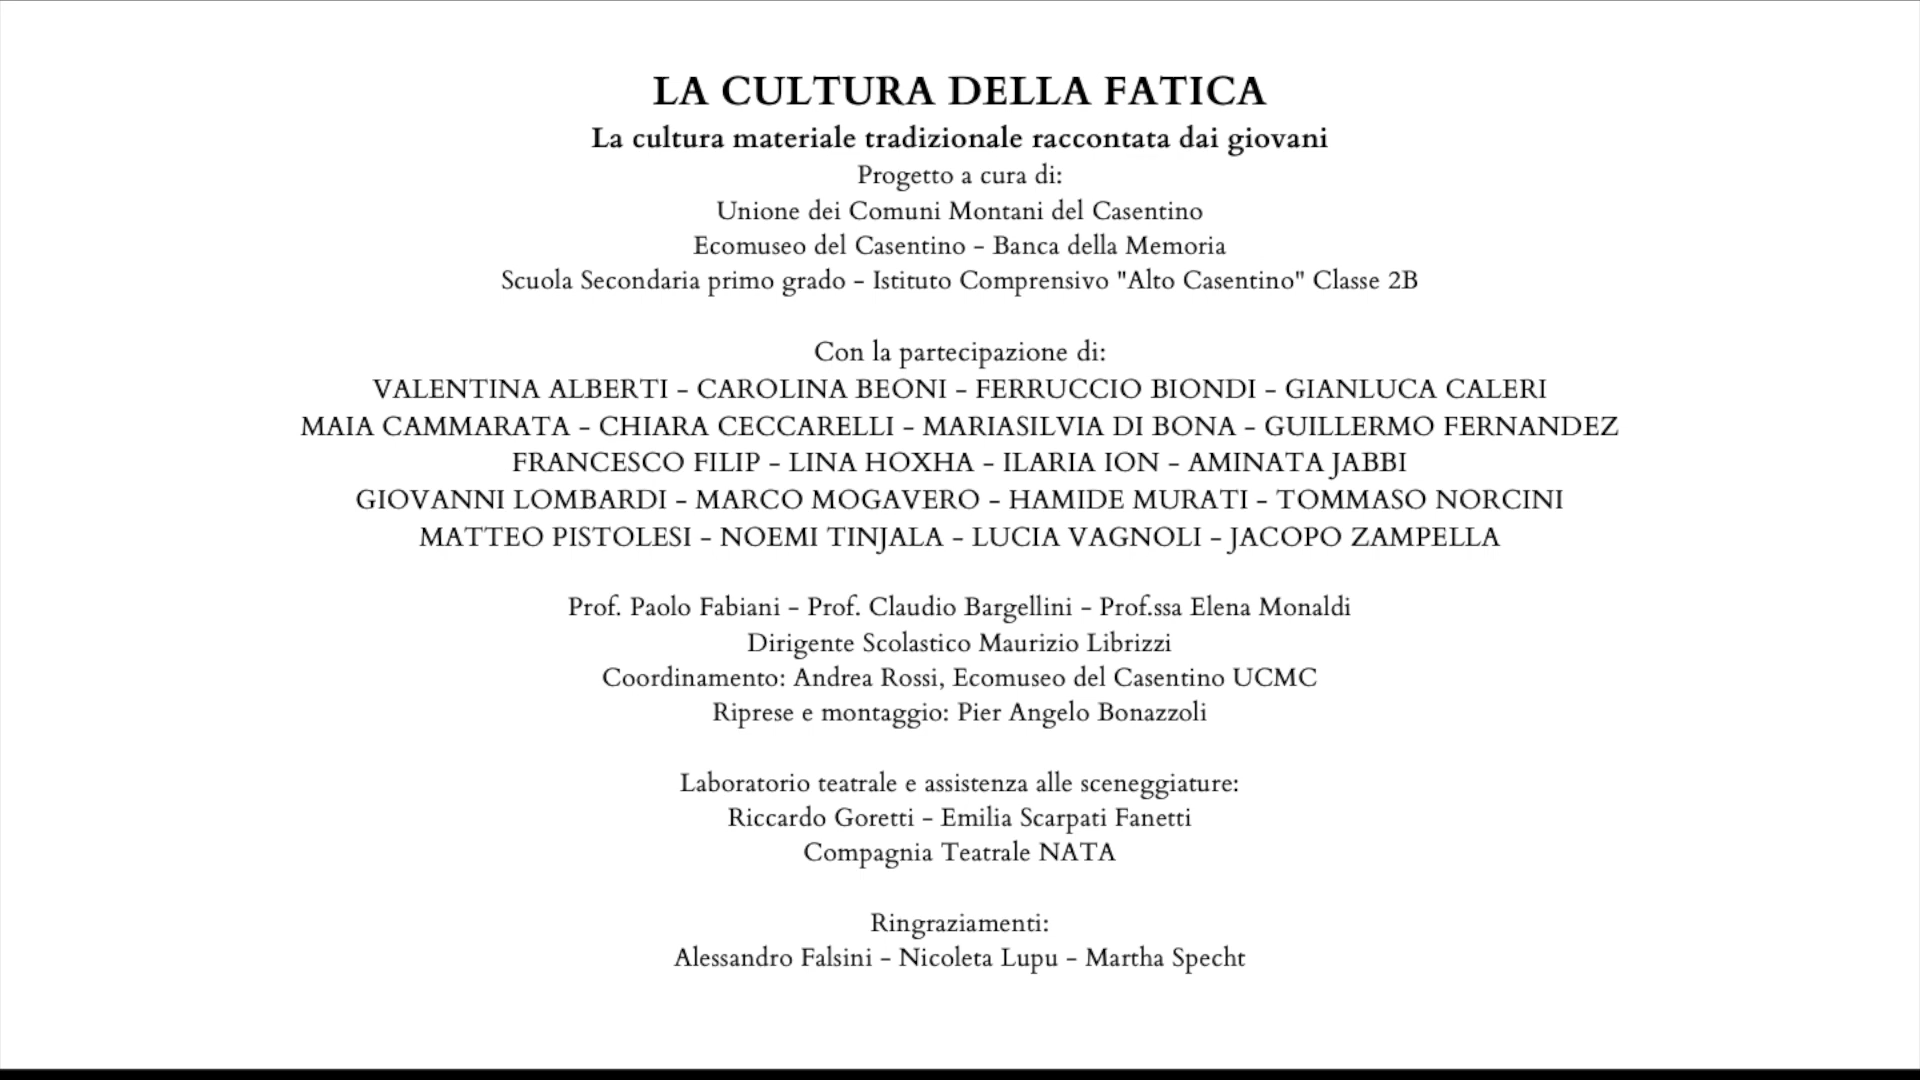 LA CULTURA DELLA FATICA
La cultura materiale tradizionale raccontata dai giovani
Progetto a cura di:
Unione dei Comuni Montani del Casentino
Ecomuseo del Casentino - Banca della Memoria
Scuola Secondaria primo grado - Istituto Comprensivo "Alto Casentino" Classe 2B
Con la partecipazione di:
VALENTINA ALBERTI - CAROLINA BEONI - FERRUCCIO BIONDI - GIANLUCA CALERI
MAIA CAMMARATA - CHIARA CECCARELLI - MARIASILVIA DI BONA - GUILLERMO FERNANDEZ
FRANCESCO FILIP - LINA HOXHA - ILARIA ION - AMINATA JABBI
GIOVANNI LOMBARDI - MARCO MOGAVERO - HAMIDE MURATI - TOMMASO NORCINI
MATTEO PISTOLESI - NOEMI TINJALA - LUCIA VAGNOLI - JACOPO ZAMPELLA
Prof. Paolo Fabiani - Prof. Claudio Bargellini - Prof.ssa Elena Monaldi
Dirigente Scolastico Maurizio Librizzi
Coordinamento: Andrea Rossi, Ecomuseo del Casentino UCMC
Riprese e montaggio: Pier Angelo Bonazzoli
Laboratorio teatrale e assistenza alle sceneggiature:
Riccardo Goretti - Emilia Scarpati Fanetti
Compagnia Teatrale NATA
Ringraziamenti:
Alessandro Falsini - Nicoleta Lupu - Martha Specht